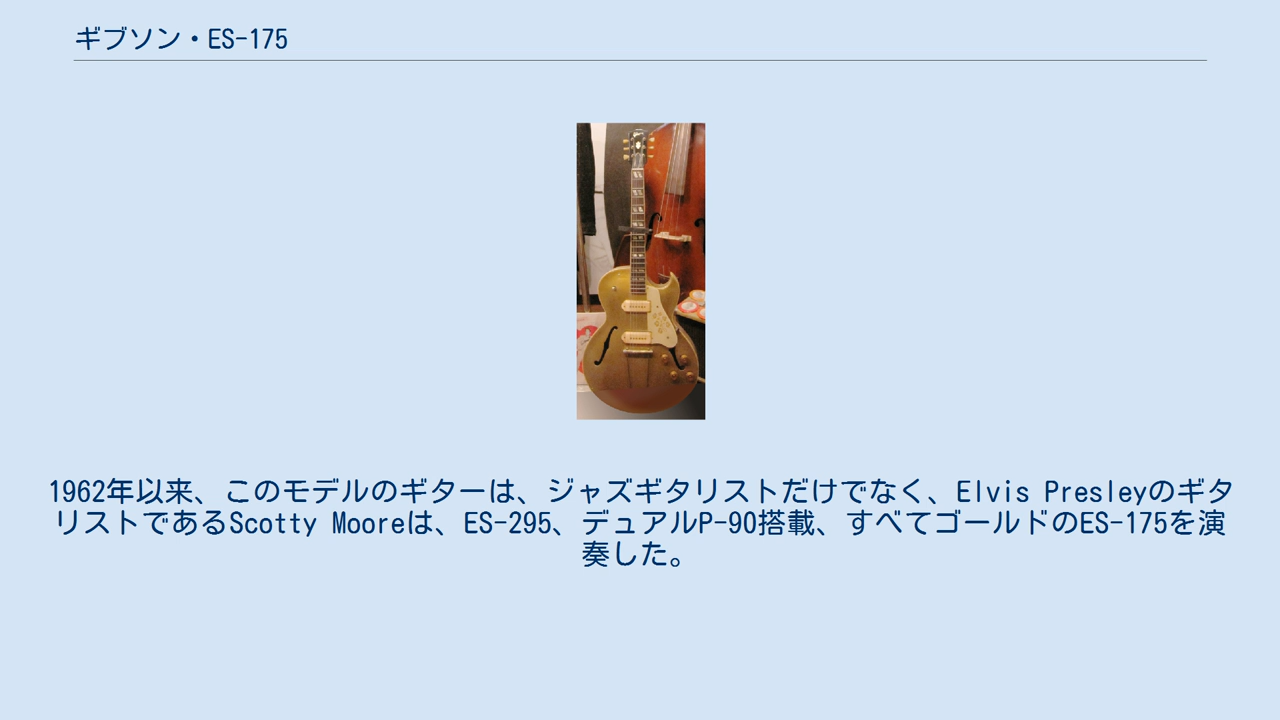 ギブソン・ES-175
1962年以来、このモデルのギターは、ジャズギタリストだけでなく、Elvis Presleyのギタ
リストであるScotty Mooreは、ES-295、デュアルP-90搭載、すべてゴールドのES-175を演
奏した。